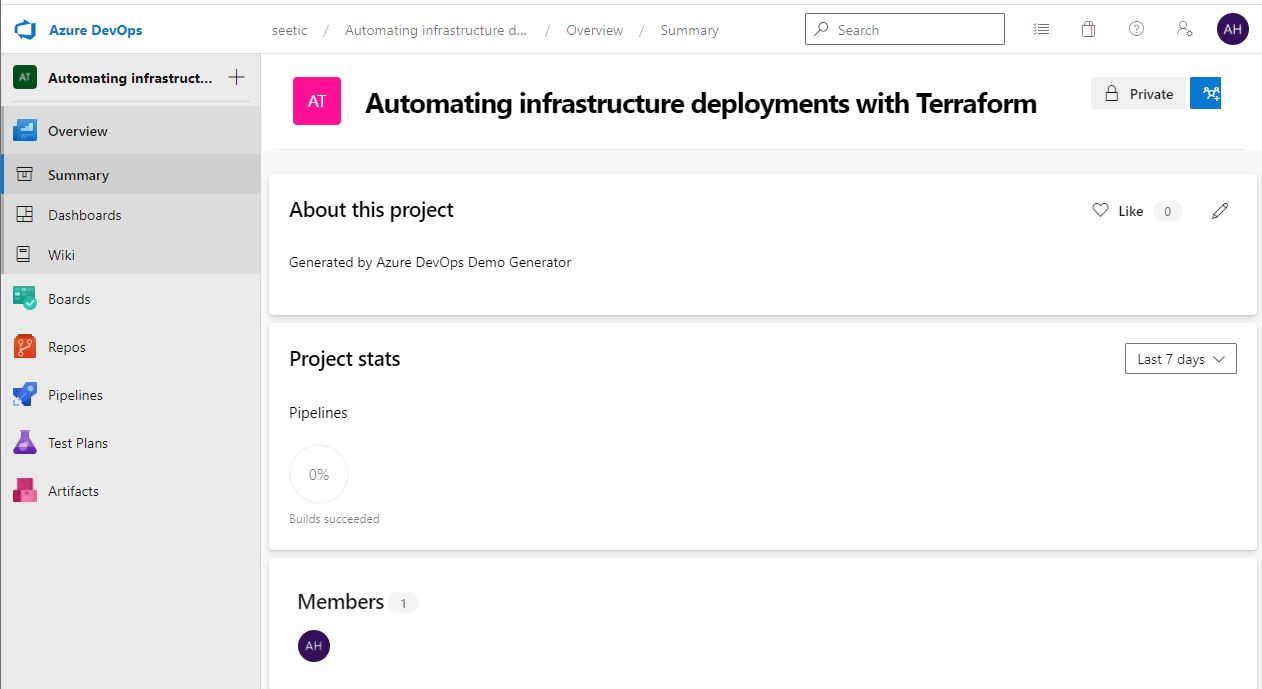 Azure DevOps
seetic / Automating infrastructure d... / Overview / Summary
Search
AH
AT Automating infrastruct... +
Overview
Summary
Dashboards
Wiki
Boards
Repos
Pipelines
Test Plans
Artifacts
AT Automating infrastructure deployments with Terraform
Private
About this project
Like 0
Generated by Azure DevOps Demo Generator
Project stats
Last 7 days
Pipelines
0%
Builds succeeded
Members 1
AH